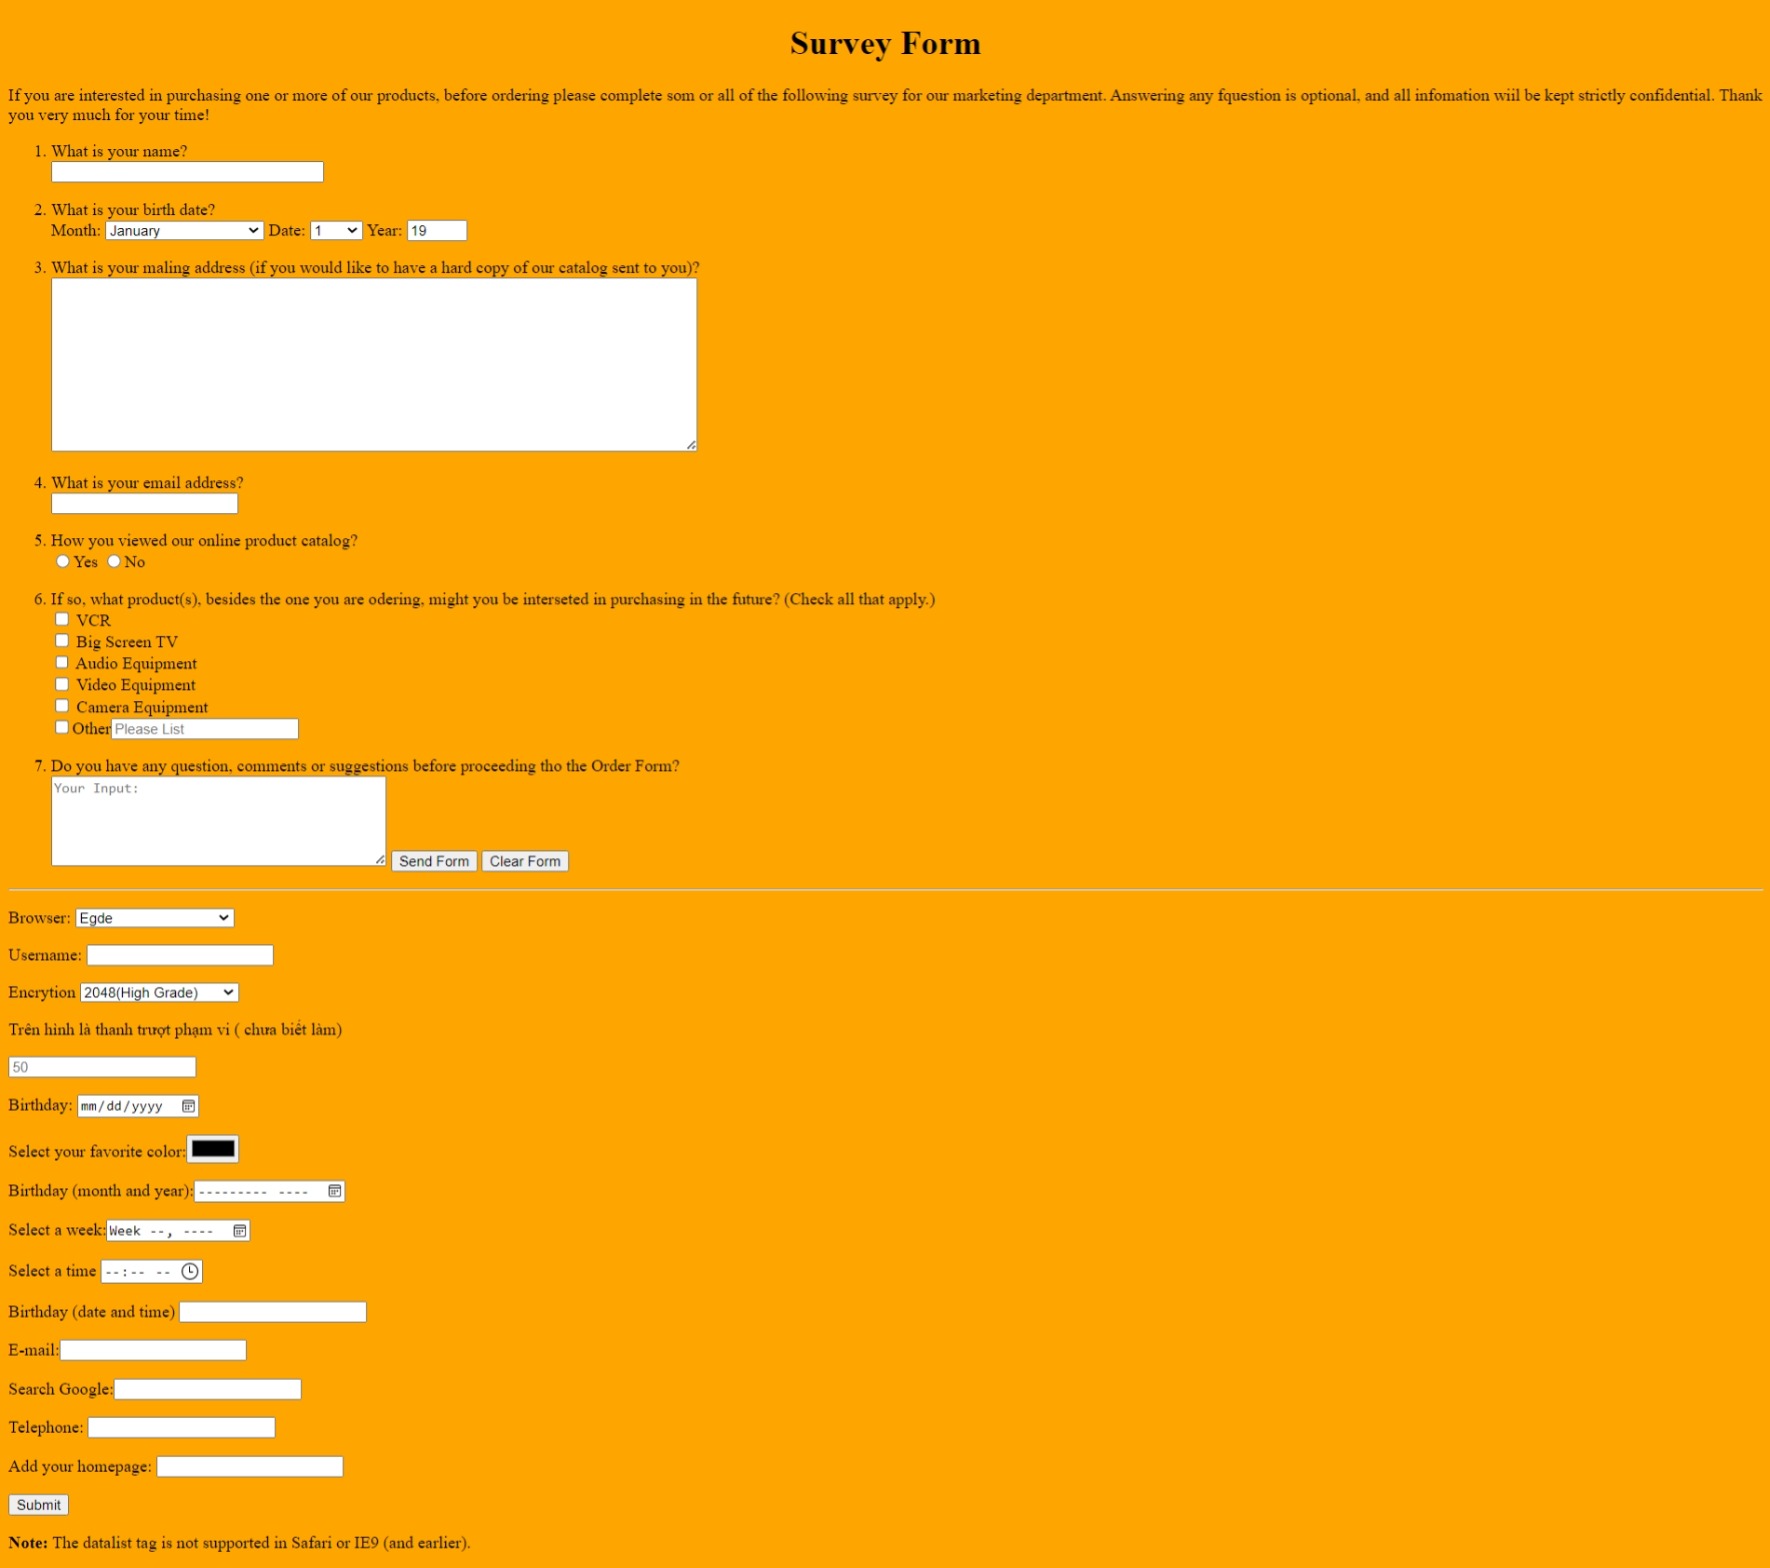 Survey Form
If you are interested in purchasing one or more of our products, before ordering please complete som or all of the following survey for our marketing department. Answering any fquestion is optional, and all infomation wiil be kept strictly confidential. Thank
you very much for your time!
1. What is your name?
2. What is your birth date?
Month: January Date: 1 Year: 19
3. What is your maling address (if you would like to have a hard copy of our catalog sent to you)?
4. What is your email address?
5. How you viewed our online product catalog?
Yes No
6. If so, what product(s), besides the one you are odering, might you be interseted in purchasing in the future? (Check all that apply.)
VCR
Big Screen TV
Audio Equipment
Video Equipment
Camera Equipment
Other Please List
7. Do you have any question, comments or suggestions before proceeding tho the Order Form?
Your Input:
Send Form Clear Form
Browser: Egde
Username:
Encrytion 2048(High Grade)
Trên hinh là thanh trượt phạm vi ( chưa biết làm)
50
Birthday: mm/dd/yyyy
Select your favorite color:
Birthday (month and year): --------- ----
Select a week: Week --, ----
Select a time --:-- --
Birthday (date and time)
E-mail:
Search Google:
Telephone:
Add your homepage:
Submit
Note: The datalist tag is not supported in Safari or IE9 (and earlier).